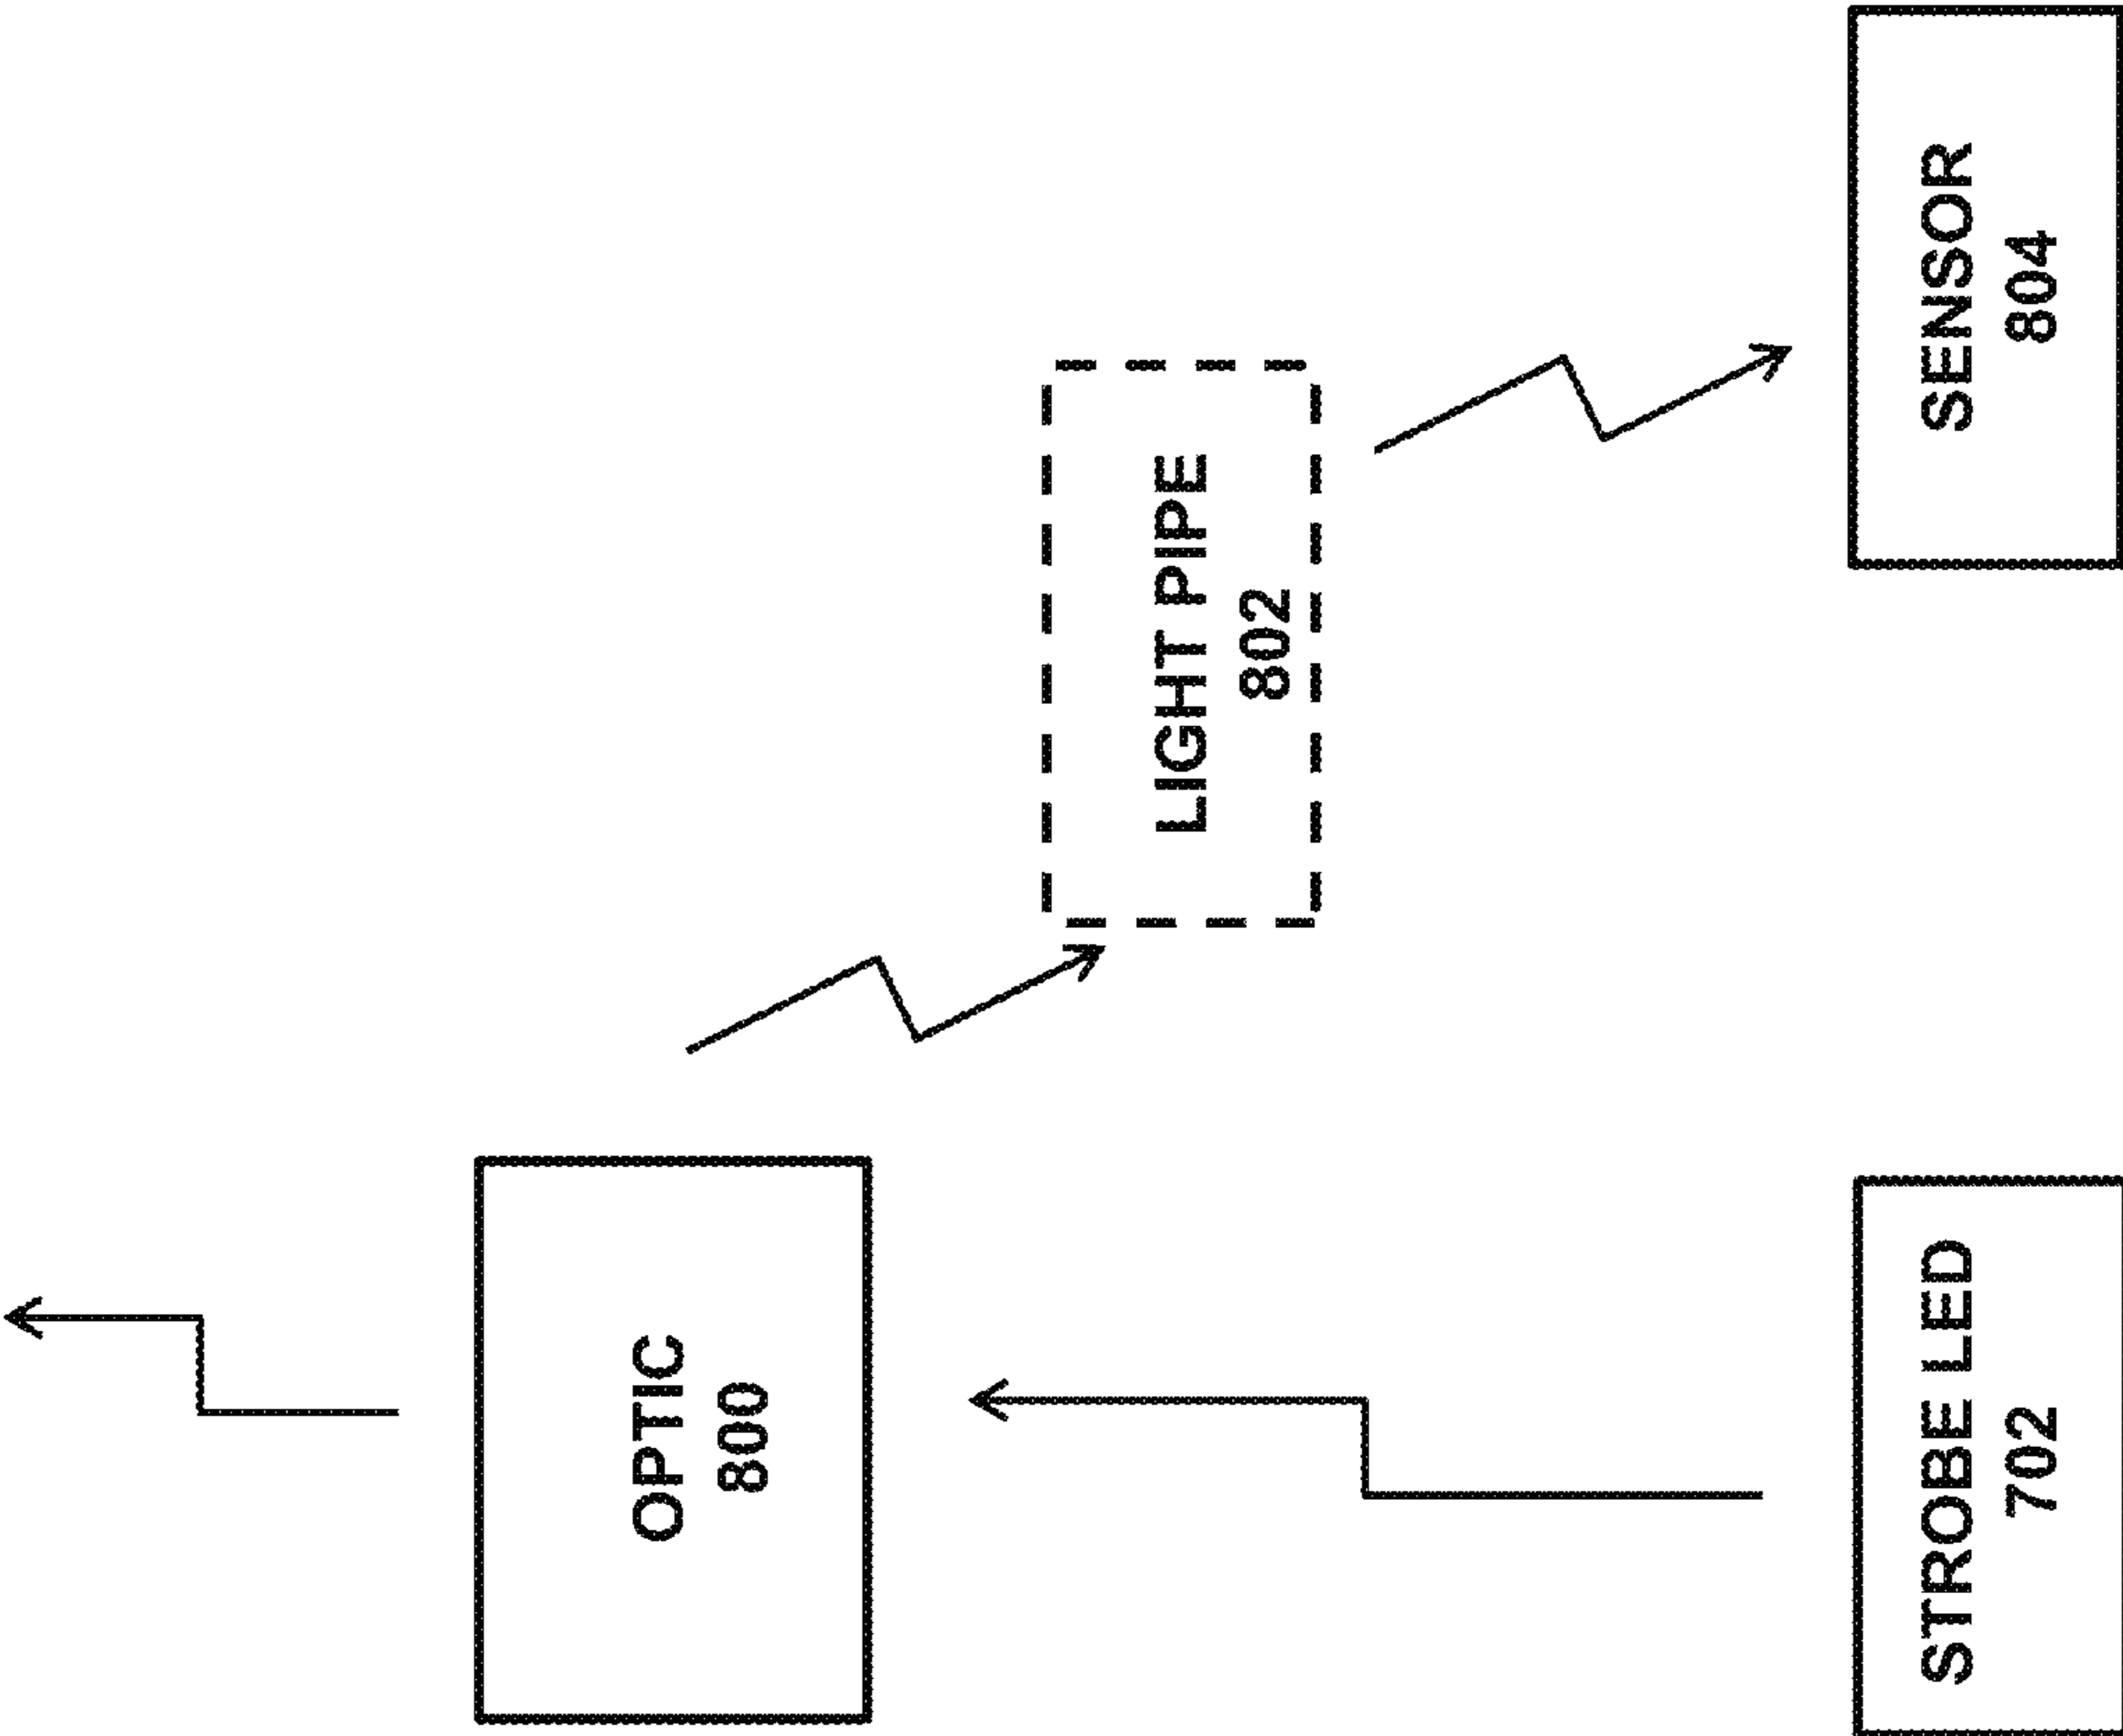 OPTIC
800
LIGHT PIPE
802
STROBE LED
702
SENSOR
804